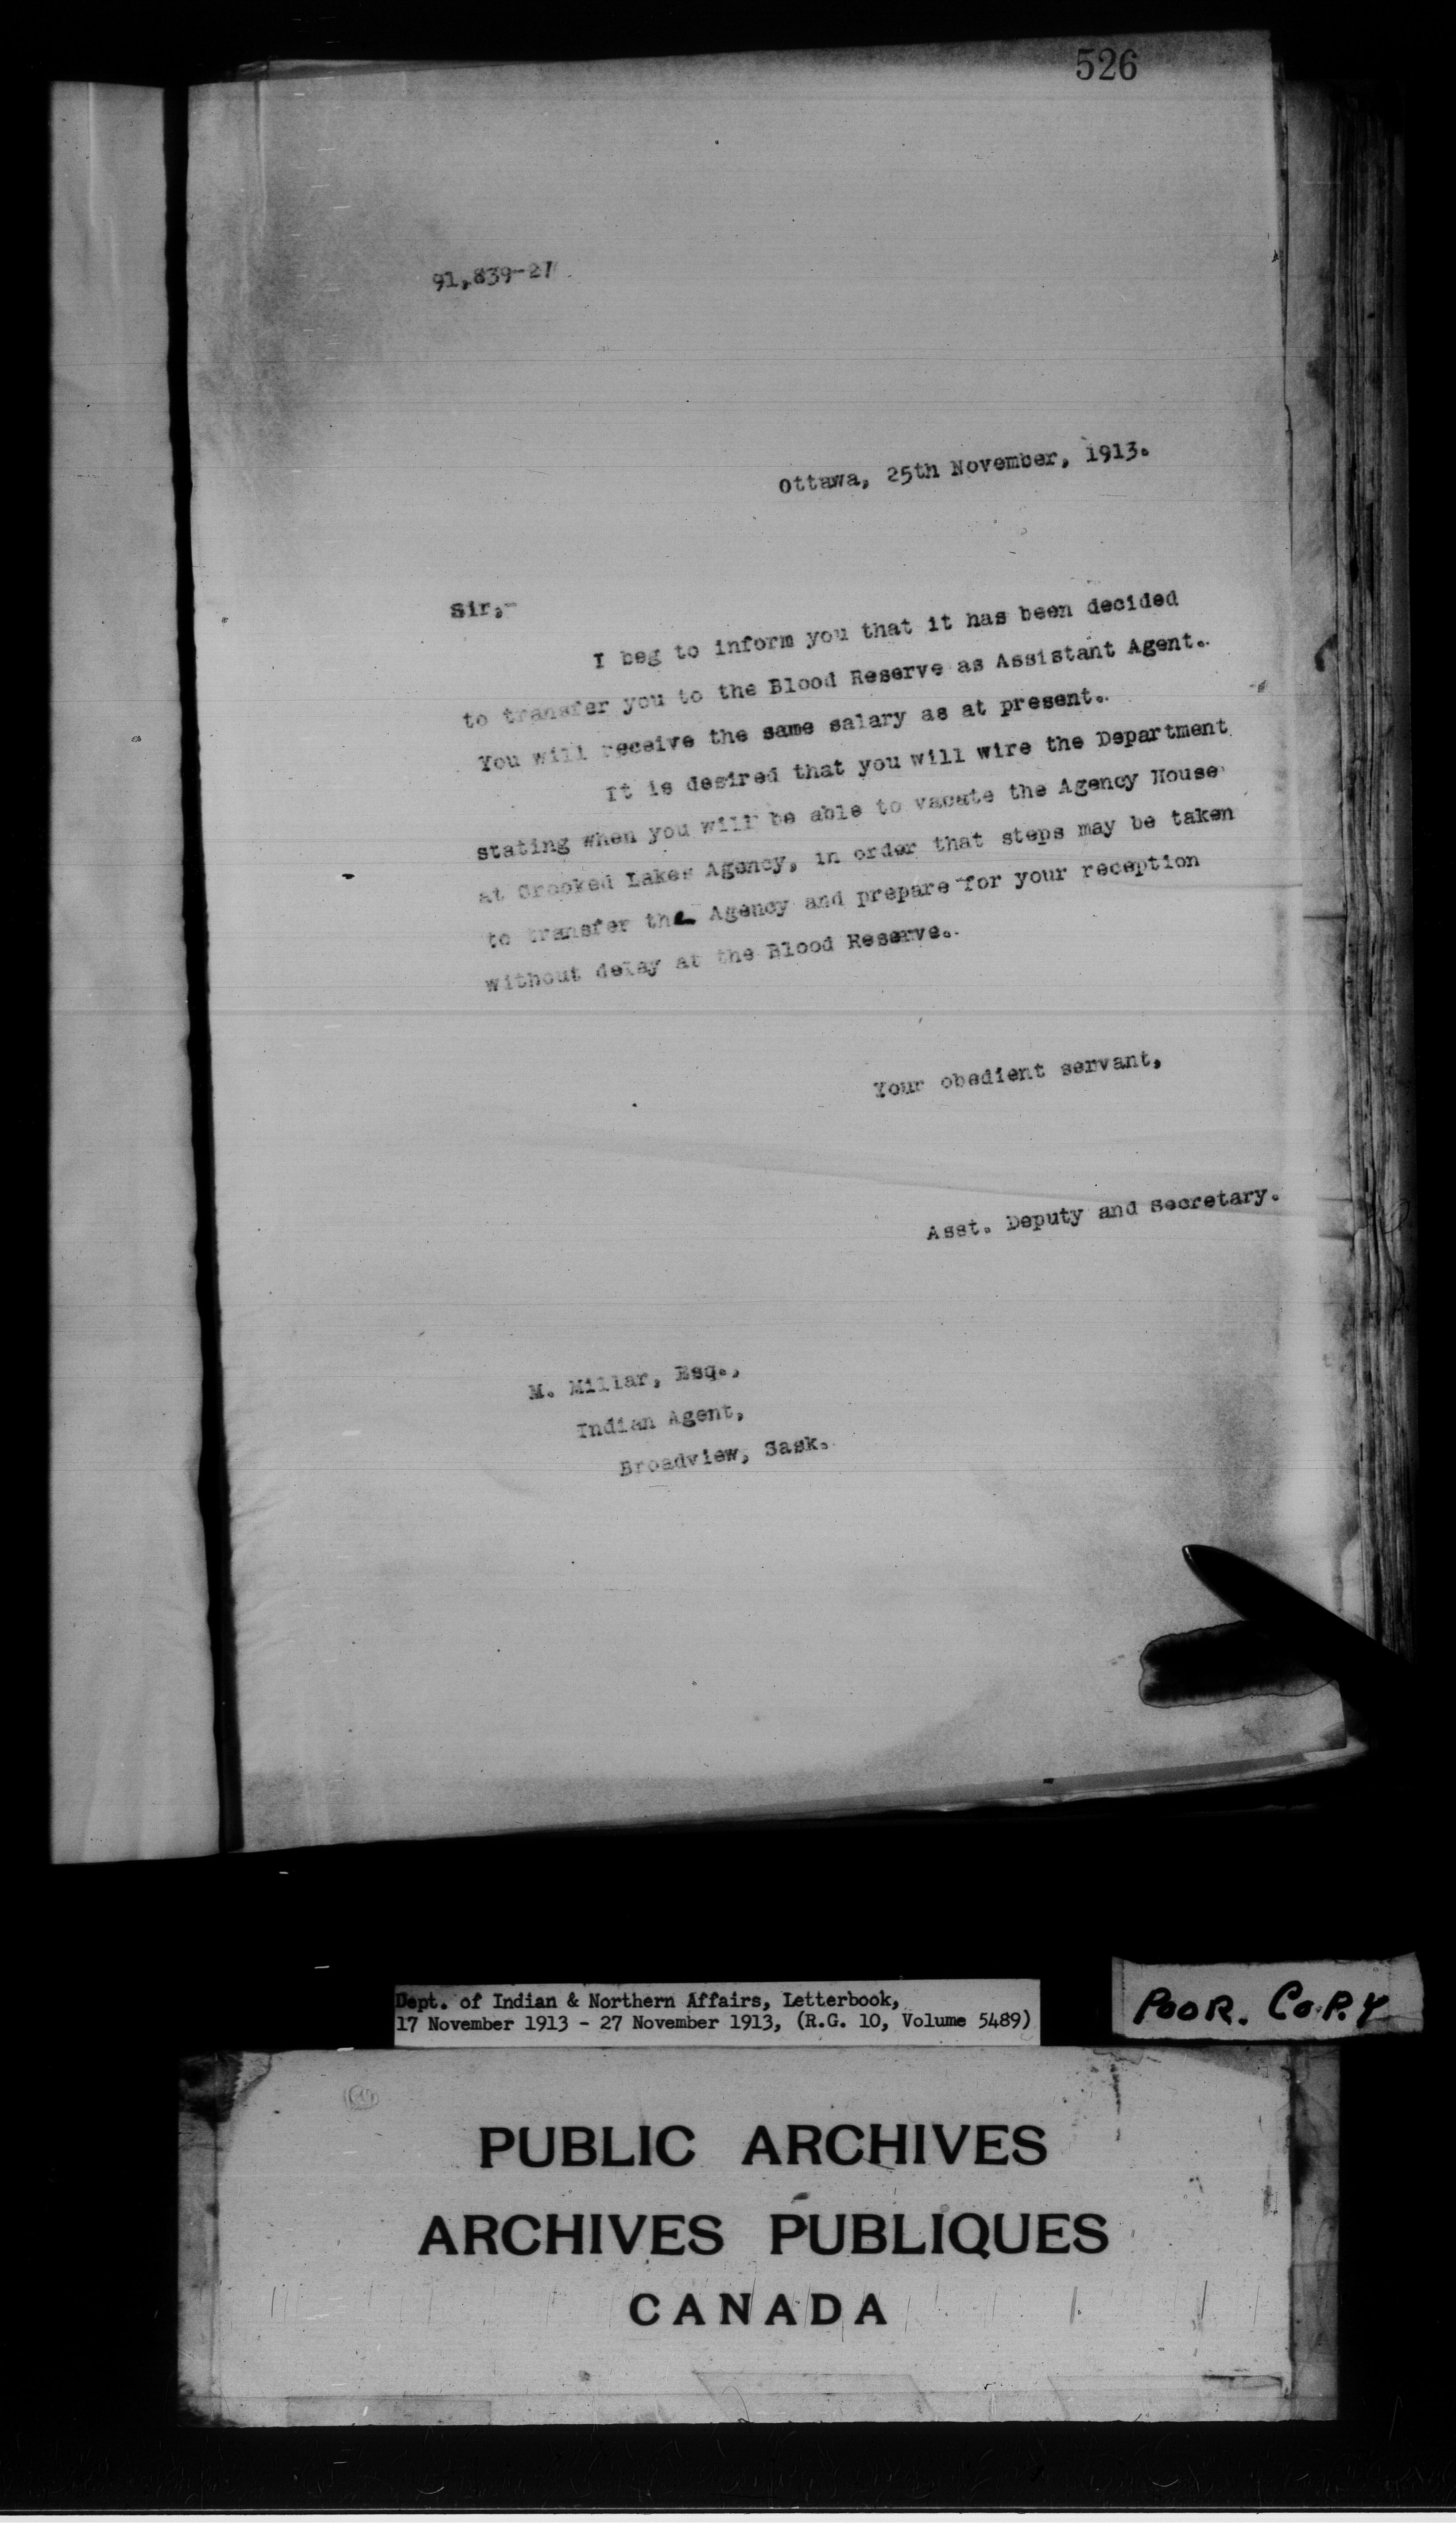 526
91,839-27
Ottawa, 25th November, 1913.
Sir,-
I beg to inform you that it has been decided
to transfer you to the Blood Reserve as Assistant Agent.
You will receive the same salary as at present.
It is desired that you will wire the Department
stating when you will be able to vacate the Agency House
at Crooked Lakes Agency, in order that steps may be taken
to transfer the Agency and prepare for your reception
without delay at the Blood Reserve.
Your obedient servant,
Asst. Deputy and Secretary.
M. Millar, Esq.,
Indian Agent,
Broadview, Sask.
Dept. of Indian & Northern Affairs, Letterbook,
17 November 1913 - 27 November 1913, (R.G. 10, Volume 5489)
POOR. COPY
PUBLIC ARCHIVES
ARCHIVES PUBLIQUES
CANADA